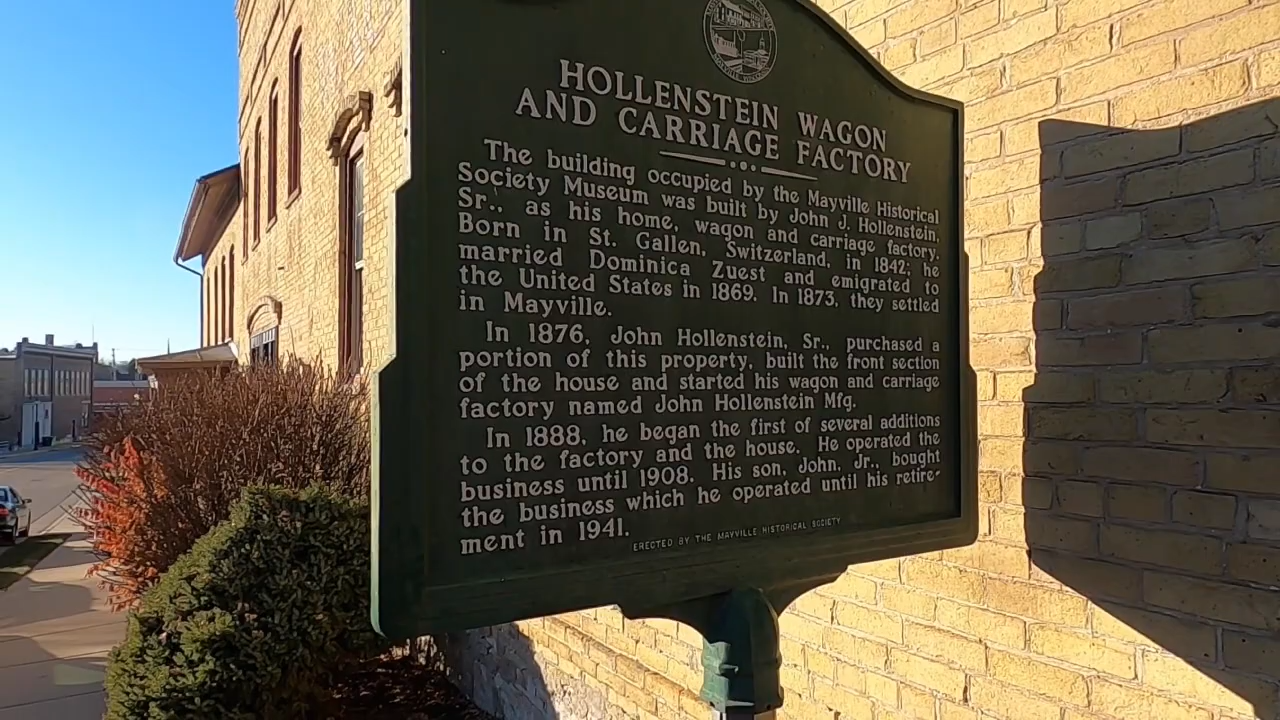 HOLLENSTEIN WAGON
AND CARRIAGE FACTORY
The building occupied by the Mayville Historical
Society Museum was built by John J. Hollenstein,
Sr., as his home, wagon and carriage factory.
Born in St. Gallen, Switzerland, in 1842; he
married Dominica Zuest and emigrated to
the United States in 1869. In 1873, they settled
in Mayville.
In 1876, John Hollenstein, Sr., purchased a
portion of this property, built the front section
of the house and started his wagon and carriage
factory named John Hollenstein Mfg.
In 1888, he began the first of several additions
to the factory and the house. He operated the
business until 1908. His son, John, Jr., bought
the business which he operated until his retire-
ment in 1941.
ERECTED BY THE MAYVILLE HISTORICAL SOCIETY